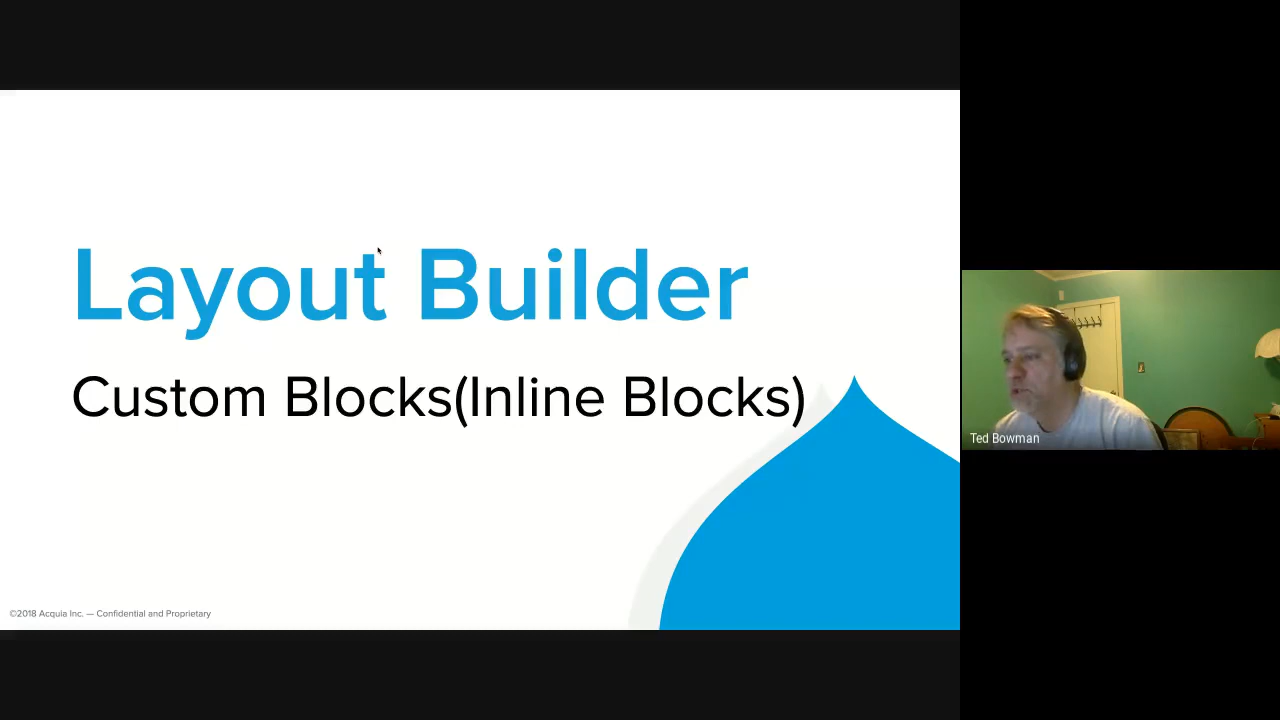 Layout Builder
Custom Blocks(Inline Blocks)
©2018 Acquia Inc. — Confidential and Proprietary
Ted Bowman